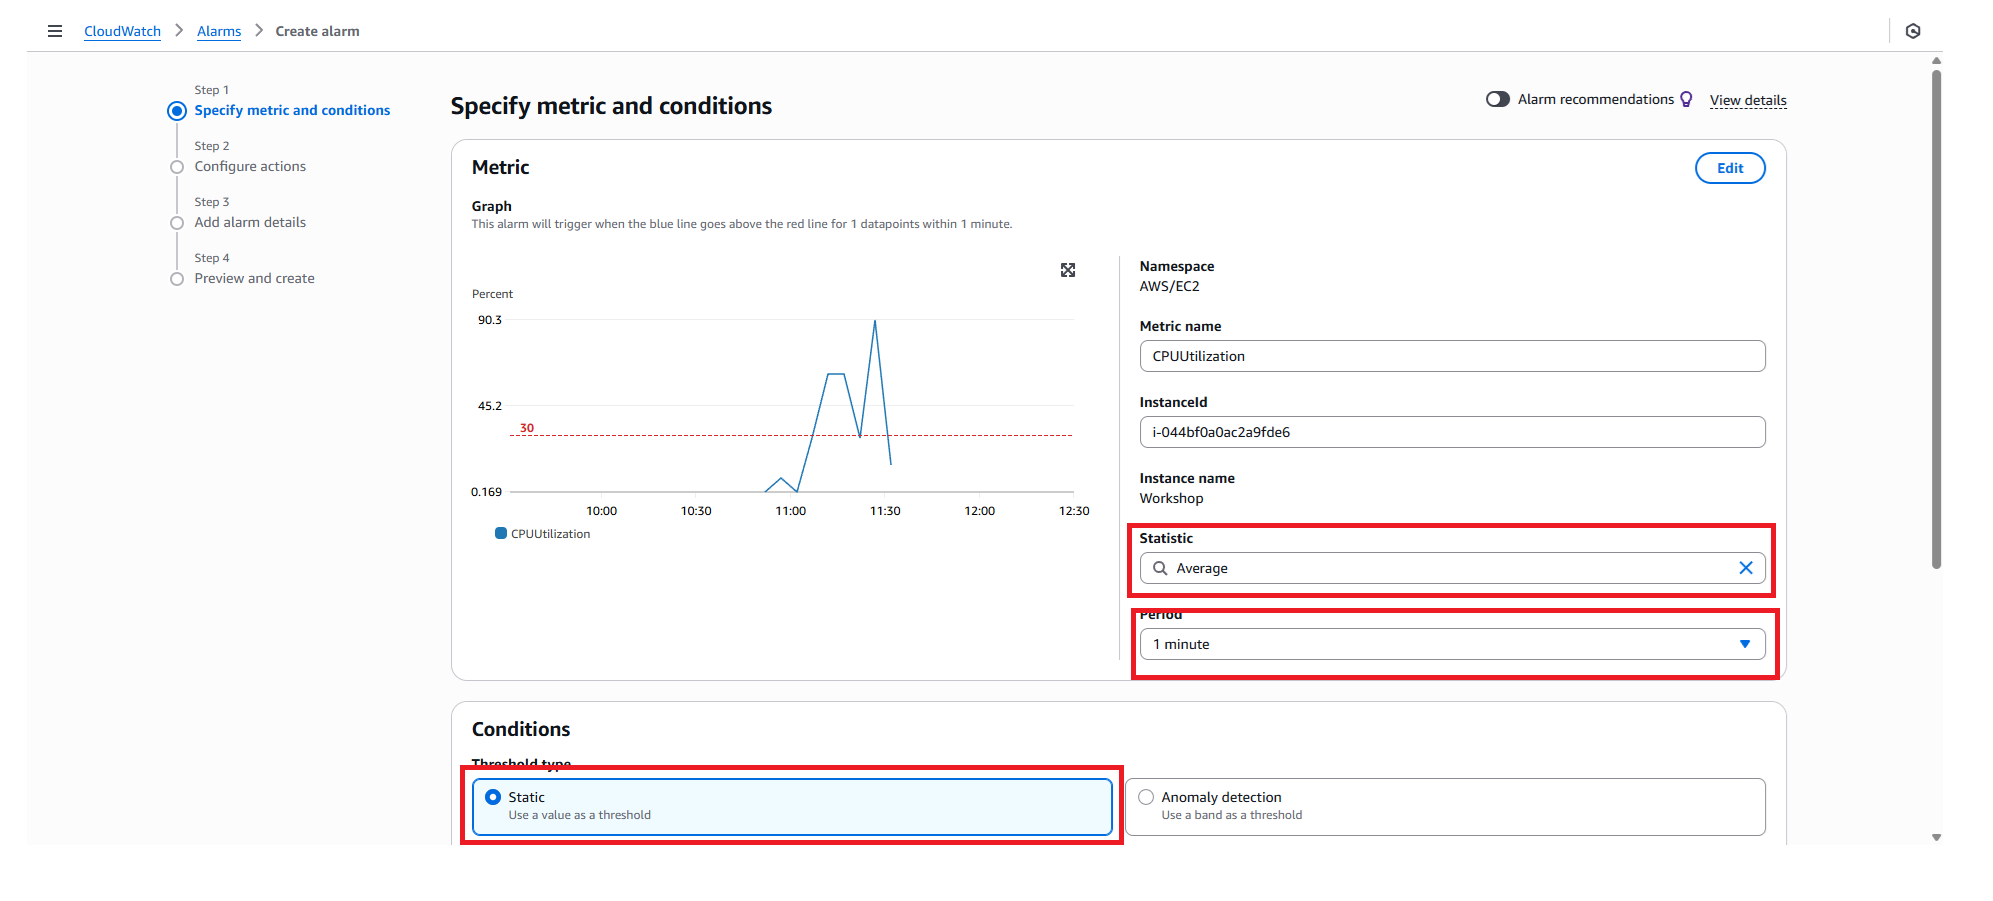 CloudWatch > Alarms > Create alarm
Step 1
Specify metric and conditions
Step 2
Configure actions
Step 3
Add alarm details
Step 4
Preview and create
Specify metric and conditions
Alarm recommendations View details
Metric
Edit
Graph
This alarm will trigger when the blue line goes above the red line for 1 datapoints within 1 minute.
Percent
90.3
45.2
30
0.169
10:00 10:30 11:00 11:30 12:00 12:30
CPUUtilization
Namespace
AWS/EC2
Metric name
CPUUtilization
InstanceId
i-044bf0a0ac2a9fde6
Instance name
Workshop
Statistic
Average
Period
1 minute
Conditions
Threshold type
Static
Use a value as a threshold
Anomaly detection
Use a band as a threshold